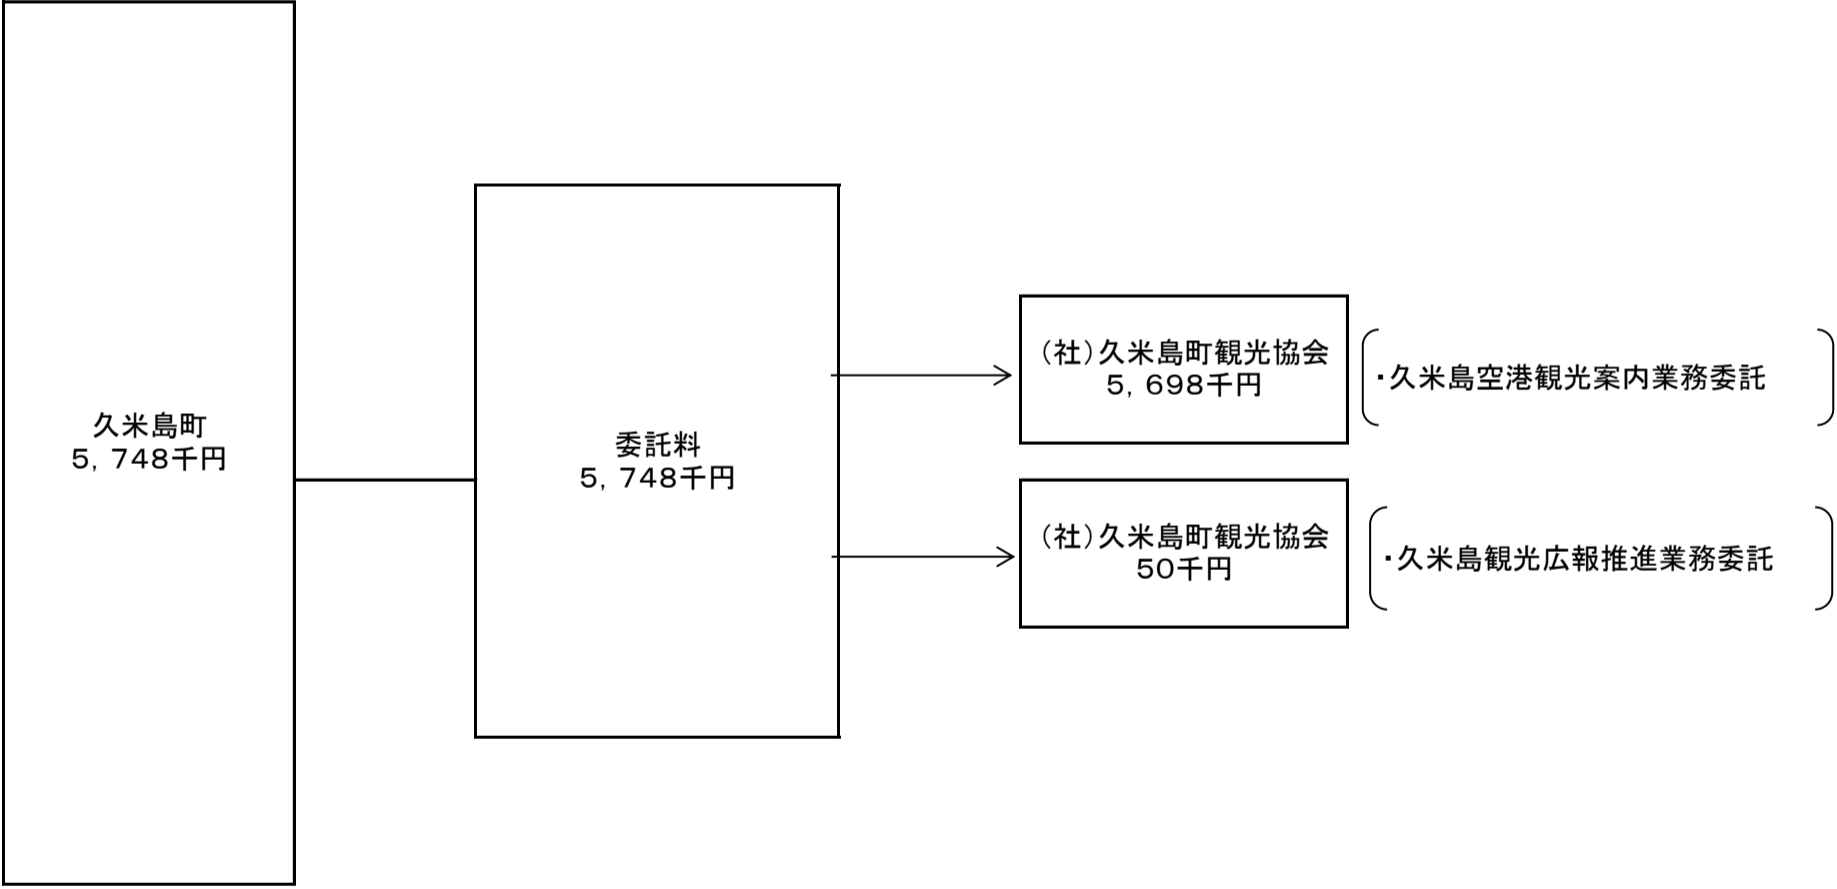 久米島町
5，748千円
委託料
5，748千円
（社）久米島町観光協会
5，698千円
・久米島空港観光案内業務委託
（社）久米島町観光協会
50千円
・久米島観光広報推進業務委託